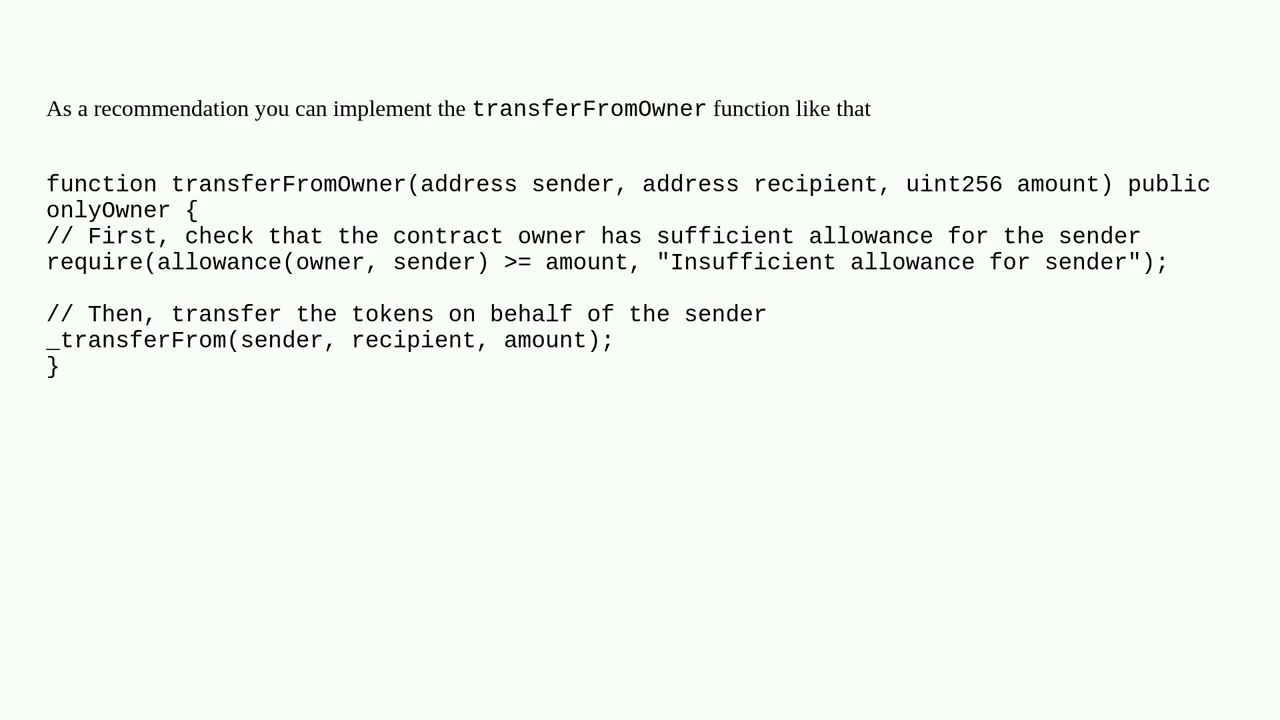 As a recommendation you can implement the transferFromOwner function like that
function transferFromOwner(address sender, address recipient, uint256 amount) public
onlyOwner {
// First, check that the contract owner has sufficient allowance for the sender
require(allowance(owner, sender) >= amount, "Insufficient allowance for sender");
// Then, transfer the tokens on behalf of the sender
_transferFrom(sender, recipient, amount);
}